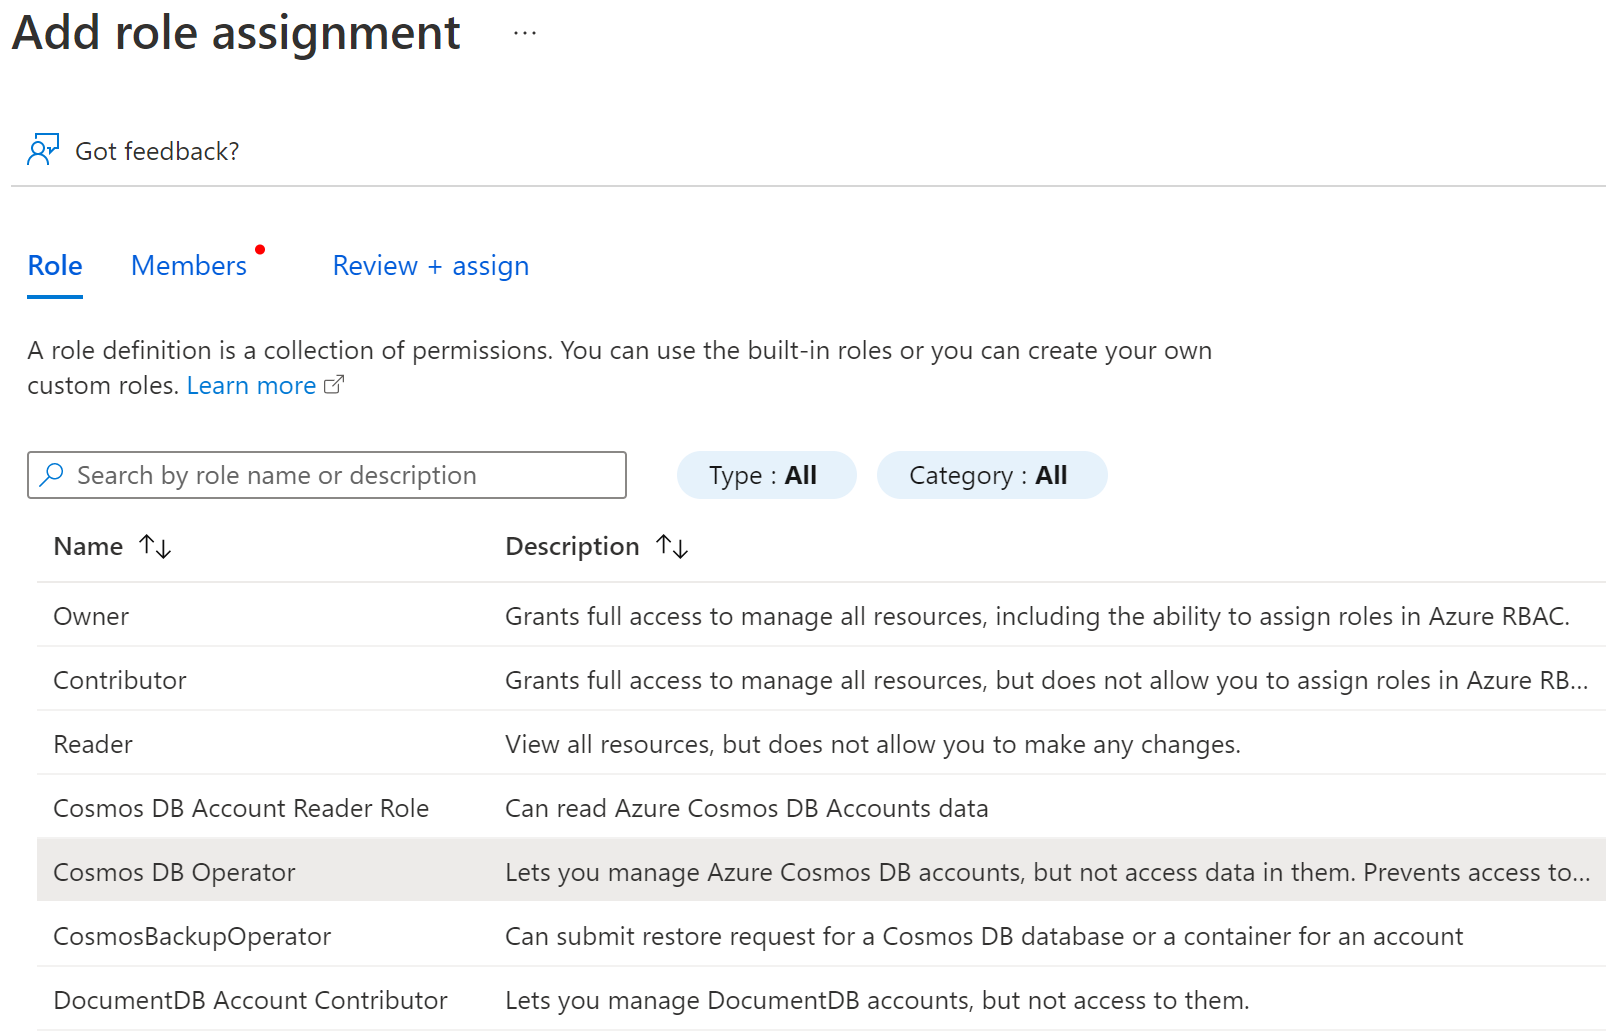 Add role assignment ...
Got feedback?
Role Members Review + assign
A role definition is a collection of permissions. You can use the built-in roles or you can create your own
custom roles. Learn more
Search by role name or description Type : All Category : All
Name ↑↓ Description ↑↓
Owner Grants full access to manage all resources, including the ability to assign roles in Azure RBAC.
Contributor Grants full access to manage all resources, but does not allow you to assign roles in Azure RB...
Reader View all resources, but does not allow you to make any changes.
Cosmos DB Account Reader Role Can read Azure Cosmos DB Accounts data
Cosmos DB Operator Lets you manage Azure Cosmos DB accounts, but not access data in them. Prevents access to...
CosmosBackupOperator Can submit restore request for a Cosmos DB database or a container for an account
DocumentDB Account Contributor Lets you manage DocumentDB accounts, but not access to them.